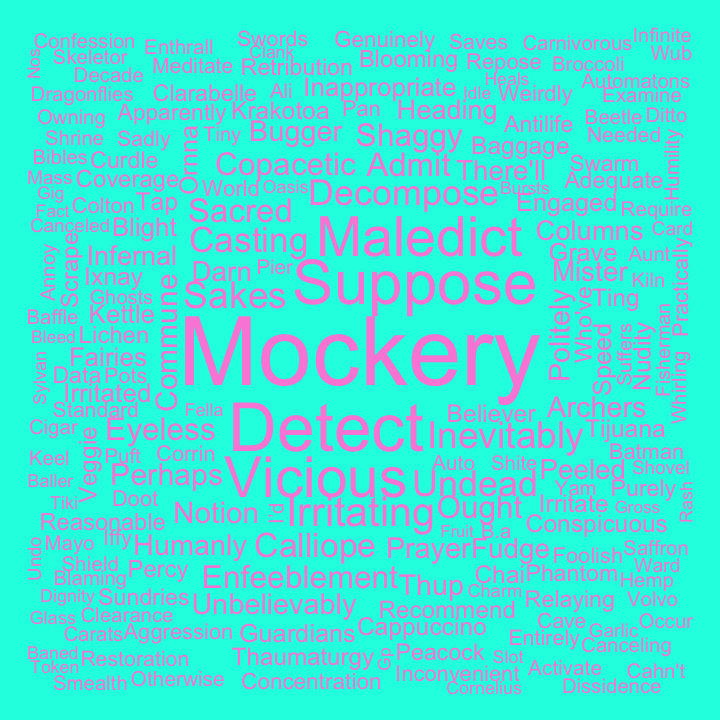 Confession Enthrall Swords Genuinely Saves Carnivorous Infinite
Nos Skeletor Clank Blooming Repose Broccoli Wub
Decade Meditate Retribution Heals Automatons
Dragonflies Clarabelle Ali Inappropriate Idle Weirdly Examine
Owning Apparently Krakotoa Pan Heading Antilife Beetle Ditto
Shrine Sadly Tiny Bugger Shaggy Baggage Needed
Bibles Curdle Ormna Copacetic Admit There'll Swarm Humility
Mass Coverage World Oasis Decompose Bursts Adequate
Gig Colton Tap Sacred Engaged Require
Fact Canceled Blight Casting Maledict Columns Card
Annoy Scrape Infernal Darn Pier Suppose Grave Aunt Practically
Ixnay Sakes Mister Kiln
Ghosts Commune Politely Who've Ting
Baffle Kettle Mockery Speed Suffers Nudity Fisherman
Bleed Lichen
Sylvan Fairies Whirling
Data Pots
Irritated
Standard Fella Detect Believer Archers
Cigar Eyeless Inevitably Tijuana
Keel Veggie Puft Corrin Vicious Auto Shite Peeled Batman
Baller Perhaps Undead Yam Purely Shovel
Tiki Doot Notion I'd Irritating Ought Irritate Gross Rash
Reasonable Conspicuous
Undo Mayo Iffy Humanly Calliope Prayer Fruit B.a Fudge Foolish Saffron
Shield Percy Chai Phantom Ward
Blaming Enfeeblement Thup Charm Hemp
Dignity Sundries Unbelievably Recommend Relaying Volvo
Glass Clearance Cave Occur
Carats Aggression Guardians Cappuccino Entirely Garlic Canceling
Baned Restoration Thaumaturgy Gp Peacock Slot Activate Cahn't
Token Smealth Otherwise Concentration Inconvenient Cornelius Dissidence